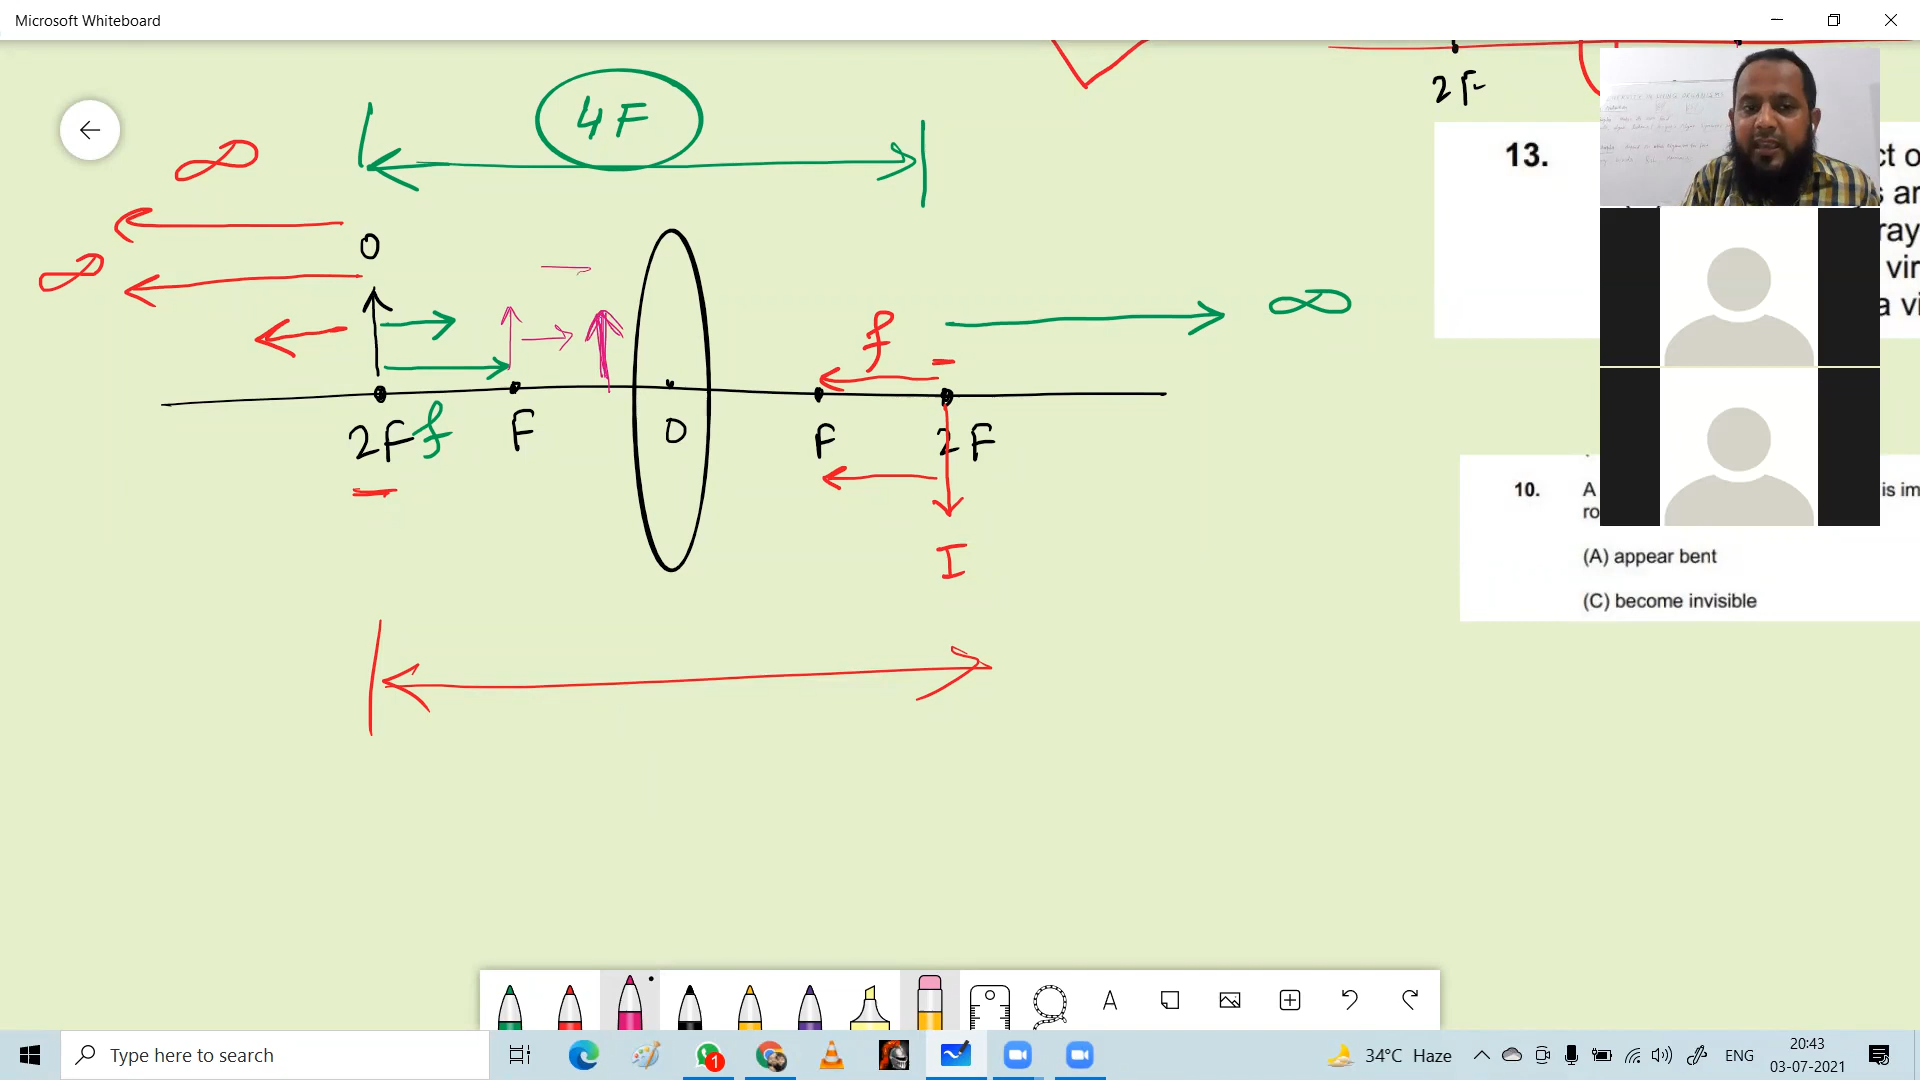 Microsoft Whiteboard
4F
2F
∞
13.
ct o
s ar
ray
vir
a vi
O
∞
∞
f
2F f
F
O
F
2F
I
10.
A
is im
ro
(A) appear bent
(C) become invisible
A
Type here to search
1
34°C Haze
ENG
20:43
03-07-2021